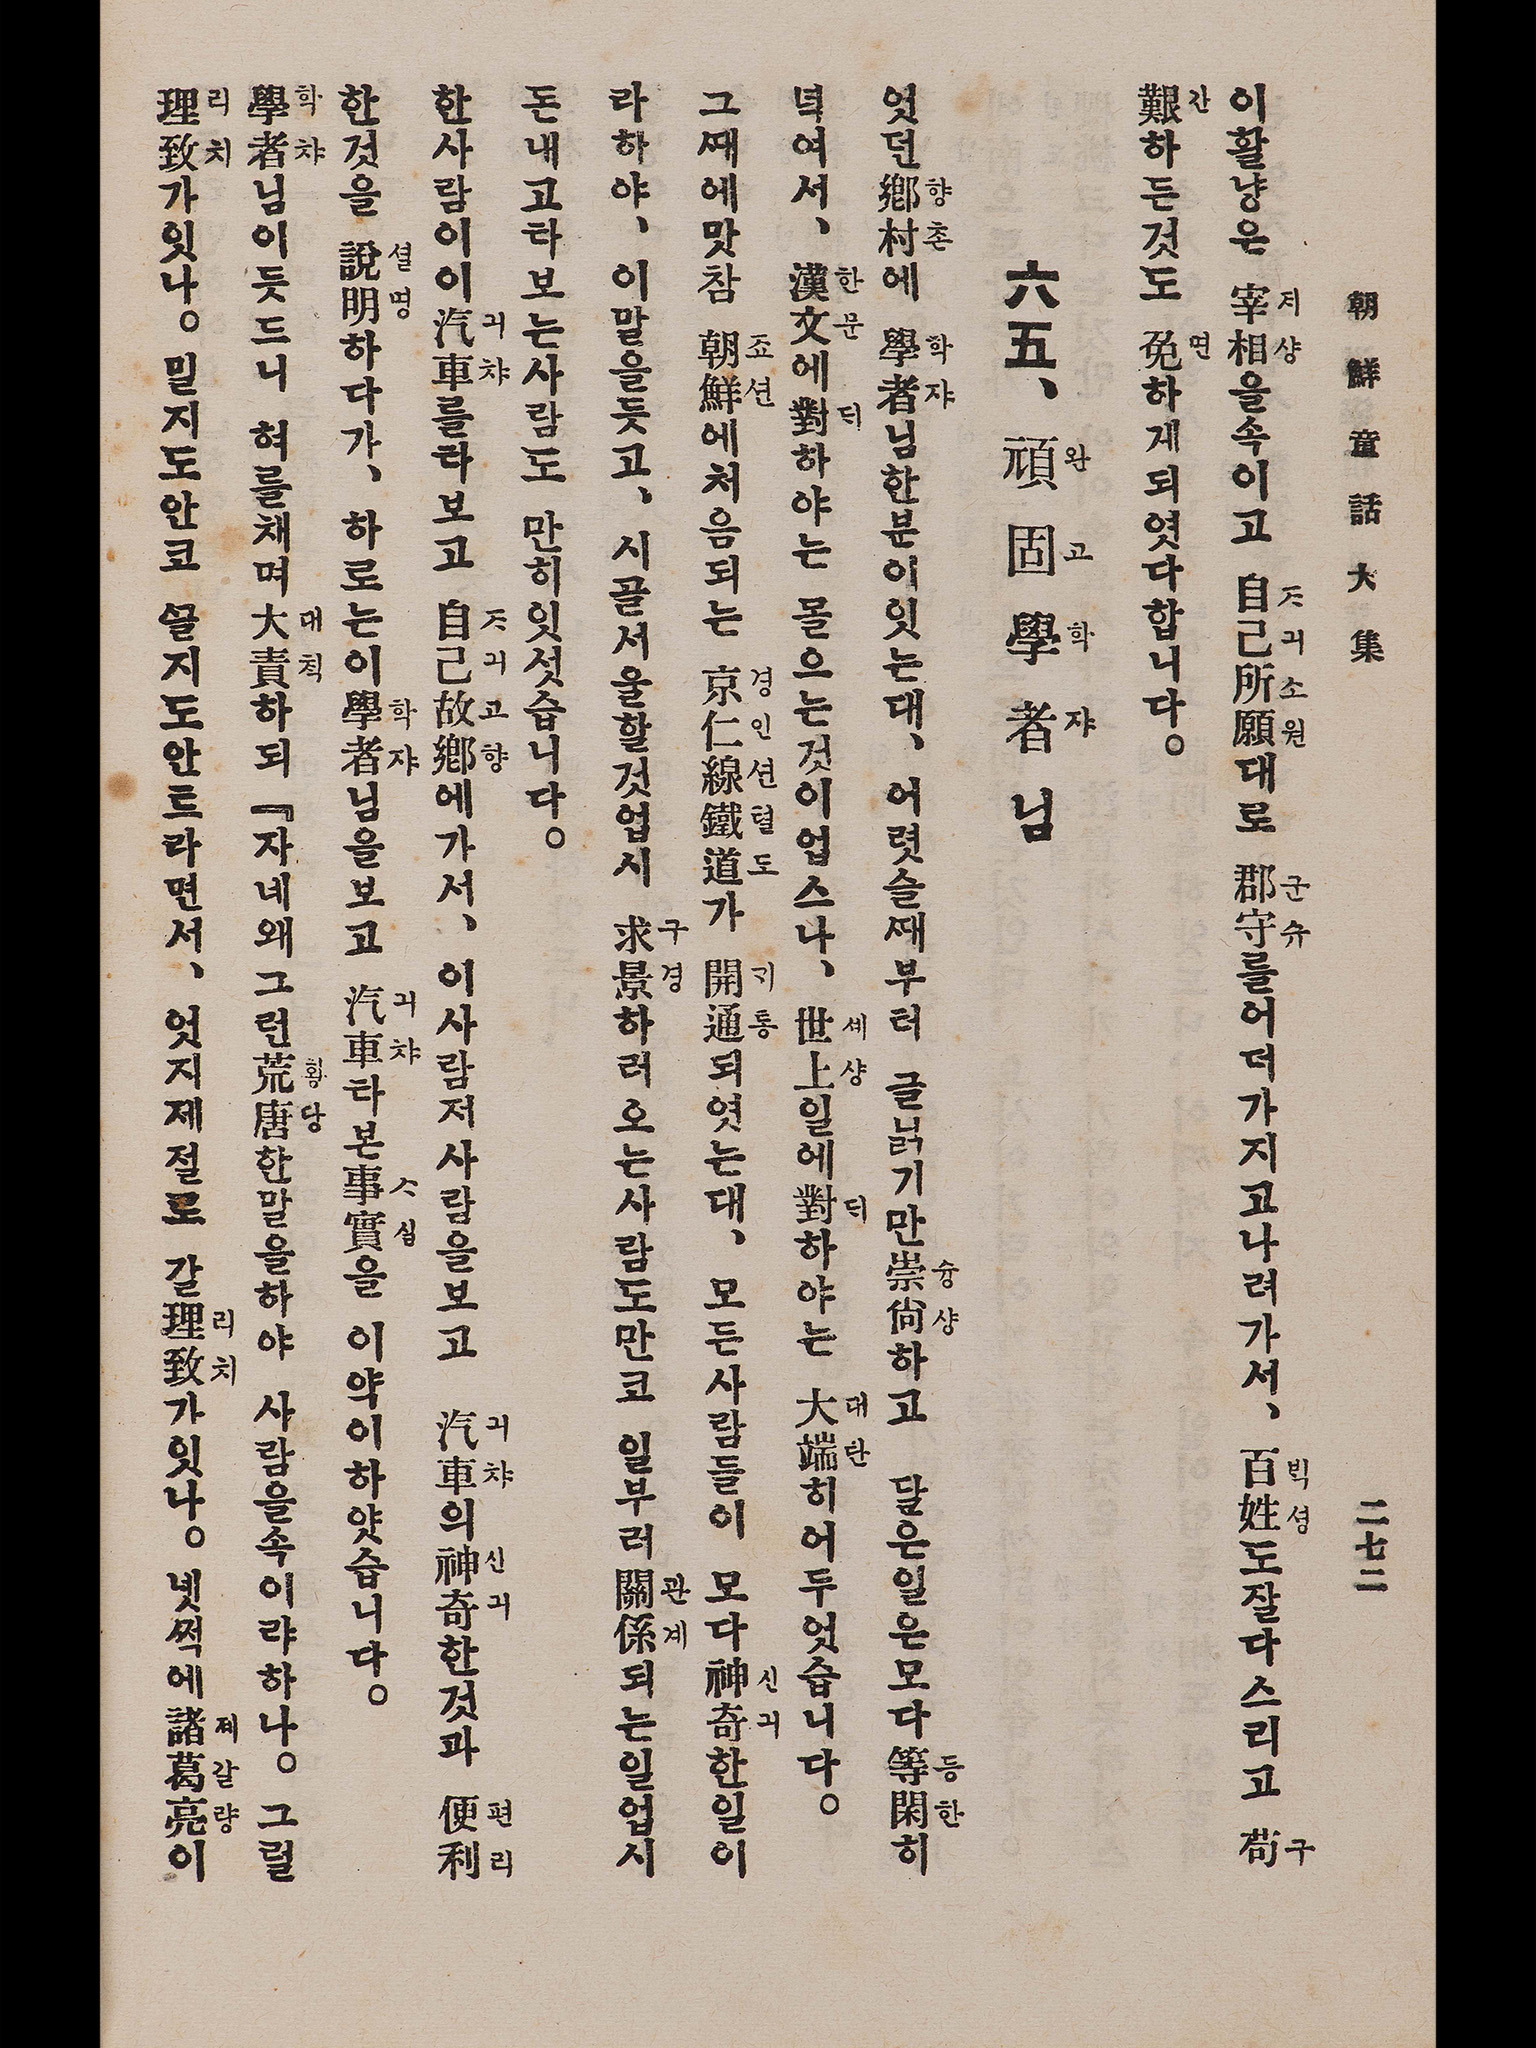 朝鮮童話大集
二七二
이활냥은 宰相을속이고 自己所願대로 郡守를어더가지고나려가서、百姓도잘다스리고 苟
艱하든것도 免하게되엿다합니다。
六五、頑固學者님
엇던鄕村에 學者님한분이잇는대、어렷슬때부터 글낡기만崇尙하고 달은일은모다等閑히
녁여서、漢文에對하야는 몰으는것이업스나、世上일에對하야는 大端히어두엇습니다。
그때에맛참 朝鮮에처음되는 京仁線鐵道가 開通되엿는대、모든사람들이 모다神奇한일이
라하야、이말을듯고、시골서울할것업시 求景하러오는사람도만코 일부러關係되는일업시
돈내고타보는사람도 만히잇섯습니다。
한사람이이汽車를타보고 自己故鄕에가서、이사람저사람을보고 汽車의神奇한것과 便利
한것을 說明하다가、하로는이學者님을보고 汽車타본事實을 이약이하얏습니다。
學者님이듯드니 혀를채며大責하되 『자네왜그런荒唐한말을하야 사람을속이랴하나。그럴
理致가잇나。밀지도안코 끌지도안트라면서、엇지제절로 갈理致가잇나。녯적에諸葛亮이